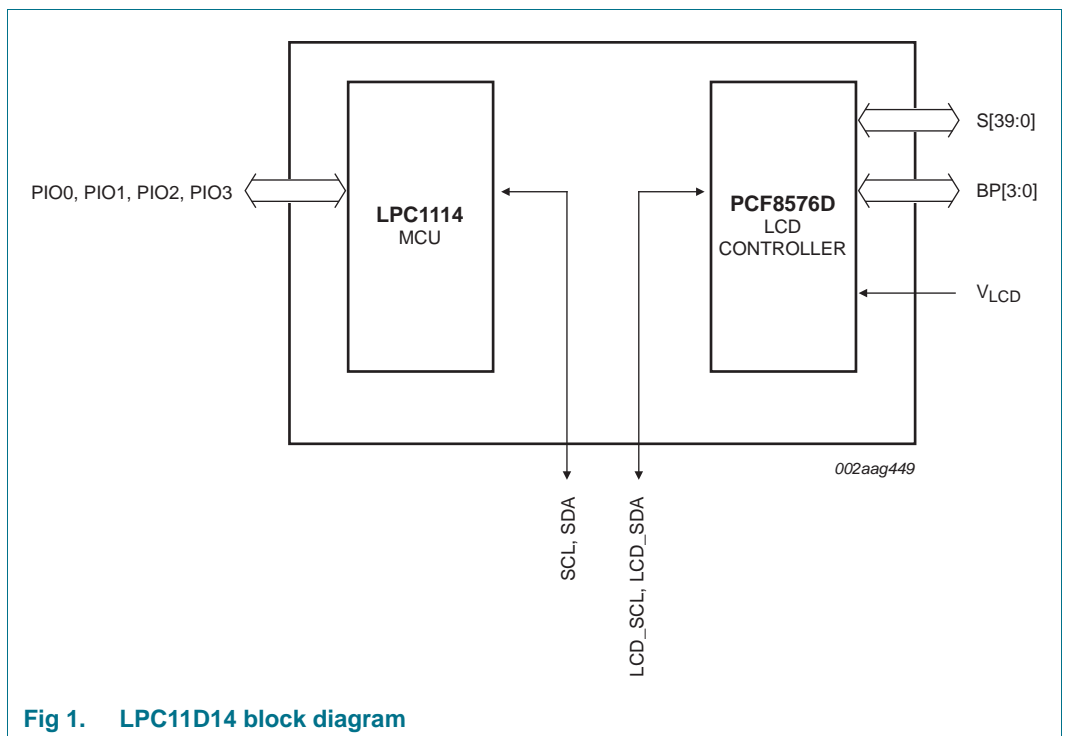 S[39:0]
PIO0, PIO1, PIO2, PIO3
LPC1114
MCU
PCF8576D
LCD
CONTROLLER
BP[3:0]
VLCD
002aag449
SCL, SDA
LCD_SCL, LCD_SDA
Fig 1. LPC11D14 block diagram